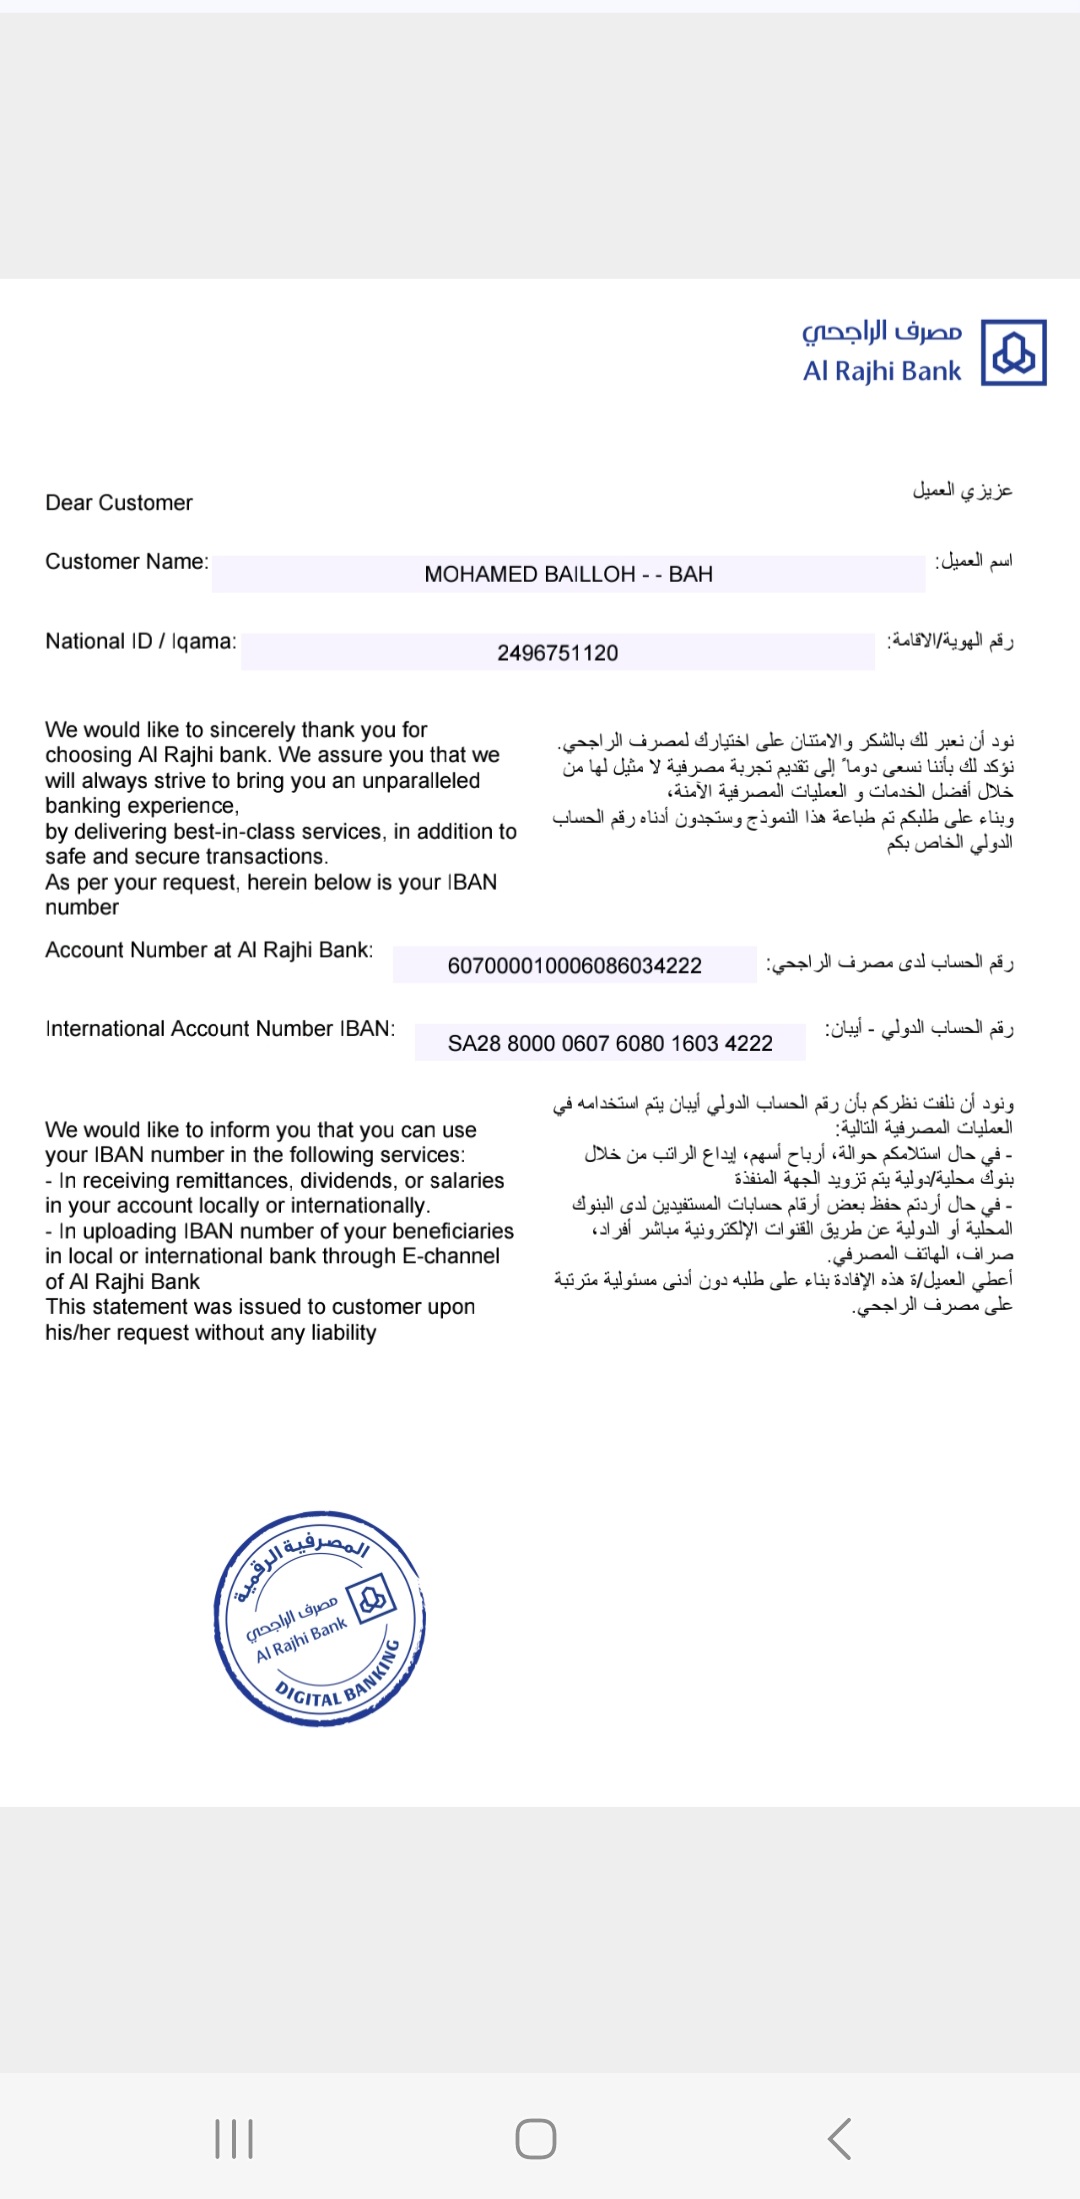 مصرف الراجحي
Al Rajhi Bank
Dear Customer
عزيزي العميل
Customer Name:
MOHAMED BAILLOH - - BAH
اسم العميل:
National ID / Iqama:
2496751120
رقم الهوية/الاقامة:
We would like to sincerely thank you for
choosing Al Rajhi bank. We assure you that we
will always strive to bring you an unparalleled
banking experience,
by delivering best-in-class services, in addition to
safe and secure transactions.
As per your request, herein below is your IBAN
number
نود أن نعبر لك بالشكر والامتنان على اختيارك لمصرف الراجحي.
نؤكد لك بأننا نسعى دوماً إلى تقديم تجربة مصرفية لا مثيل لها من
خلال أفضل الخدمات و العمليات المصرفية الآمنة،
وبناء على طلبكم تم طباعة هذا النموذج وستجدون أدناه رقم الحساب
الدولي الخاص بكم
Account Number at Al Rajhi Bank:
607000010006086034222
رقم الحساب لدى مصرف الراجحي:
International Account Number IBAN:
SA28 8000 0607 6080 1603 4222
رقم الحساب الدولي - أيبان:
We would like to inform you that you can use
your IBAN number in the following services:
- In receiving remittances, dividends, or salaries
in your account locally or internationally.
- In uploading IBAN number of your beneficiaries
in local or international bank through E-channel
of Al Rajhi Bank
This statement was issued to customer upon
his/her request without any liability
ونود أن نلفت نظركم بأن رقم الحساب الدولي أيبان يتم استخدامه في
العمليات المصرفية التالية:
- في حال استلامكم حوالة، أرباح أسهم، إيداع الراتب من خلال
بنوك محلية/دولية يتم تزويد الجهة المنفذة
- في حال أردتم حفظ بعض أرقام حسابات المستفيدين لدى البنوك
المحلية أو الدولية عن طريق القنوات الإلكترونية مباشر أفراد،
صراف، الهاتف المصرفي.
أعطي العميل/ة هذه الإفادة بناء على طلبه دون أدنى مسئولية مترتبة
على مصرف الراجحي.
المصرفية الرقمية
مصرف الراجحي
Al Rajhi Bank
DIGITAL BANKING